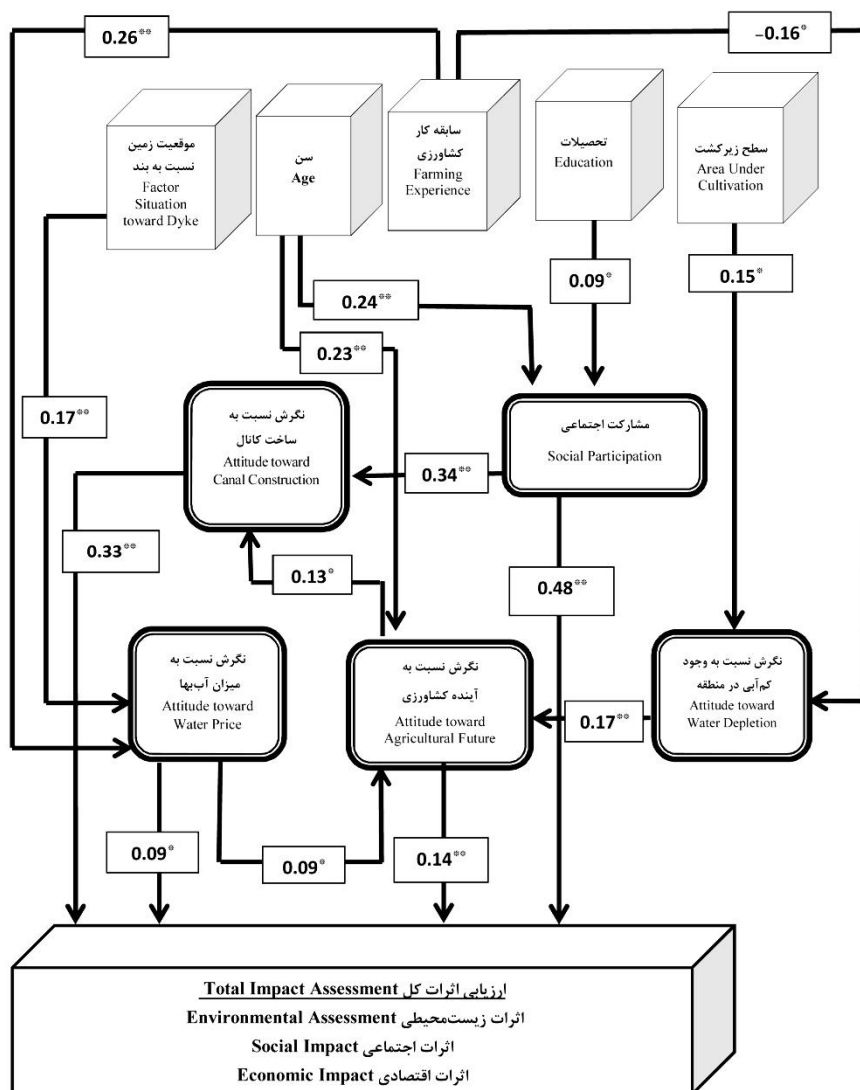 0.26**
−0.16*
موقعیت زمین
نسبت به بند
Factor
Situation
toward Dyke
سن
Age
سابقه کار
کشاورزی
Farming
Experience
تحصیلات
Education
سطح زیرکشت
Area Under
Cultivation
0.24**
0.09*
0.15*
0.23**
0.17**
نگرش نسبت به
ساخت کانال
Attitude toward
Canal Construction
0.34**
مشارکت اجتماعی
Social Participation
0.33**
0.13*
0.48**
نگرش نسبت به
میزان آب‌بها
Attitude toward
Water Price
نگرش نسبت به
آینده کشاورزی
Attitude toward
Agricultural Future
0.17**
نگرش نسبت به وجود
کم‌آبی در منطقه
Attitude toward
Water Depletion
0.09*
0.09*
0.14**
ارزیابی اثرات کل Total Impact Assessment
اثرات زیست‌محیطی Environmental Assessment
اثرات اجتماعی Social Impact
اثرات اقتصادی Economic Impact